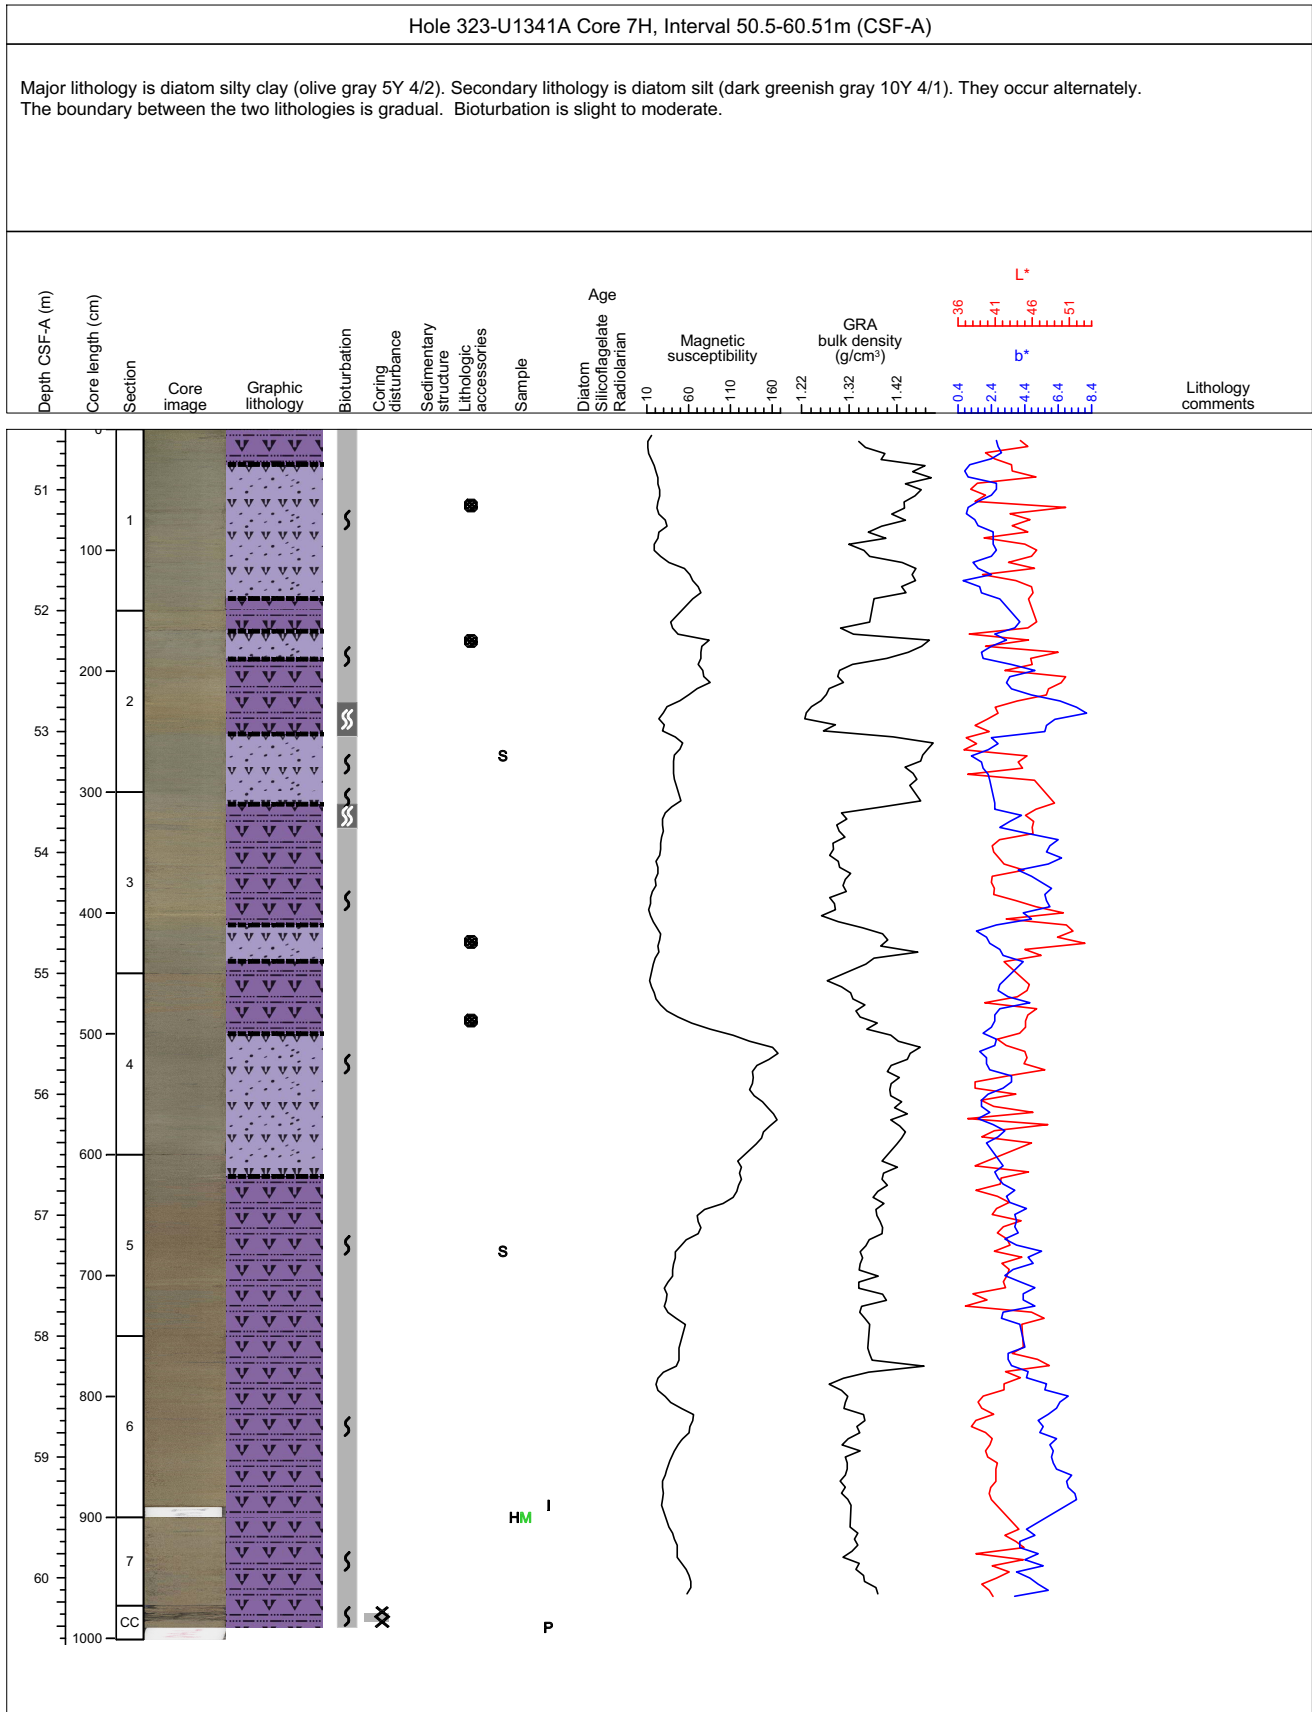 Hole 323-U1341A Core 7H, Interval 50.5-60.51m (CSF-A)
Major lithology is diatom silty clay (olive gray 5Y 4/2). Secondary lithology is diatom silt (dark greenish gray 10Y 4/1). They occur alternately.
The boundary between the two lithologies is gradual. Bioturbation is slight to moderate.
Depth CSF-A (m)
Core length (cm)
Section
Core
image
Graphic
lithology
Bioturbation
Coring
disturbance
Sedimentary
structure
Lithologic
accessories
Sample
Age
Diatom
Silicoflagelate
Radiolarian
Magnetic
susceptibility
10
60
110
160
GRA
bulk density
(g/cm³)
1.22
1.32
1.42
L*
36
41
46
51
b*
0.4
2.4
4.4
6.4
8.4
Lithology
comments
0
51
1
100
52
200
2
53
S
300
54
3
400
55
500
4
56
600
57
5
S
700
58
800
6
59
I
900
HM
7
60
CC
P
1000